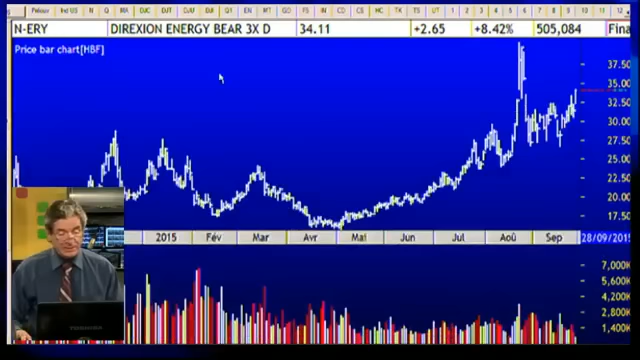 N-ERY DIREXION ENERGY BEAR 3X D 34.11 +2.65 +8.42% 505,084 Fina
Price bar chart[HBF]
37.50
35.00
32.50
30.00
27.50
25.00
22.50
20.00
17.50
2015 Fév Mar Avr Mai Jun Jul Aoû Sep 28/09/2015
7,000K
5,600K
4,200K
2,800K
1,400K
TOSHIBA